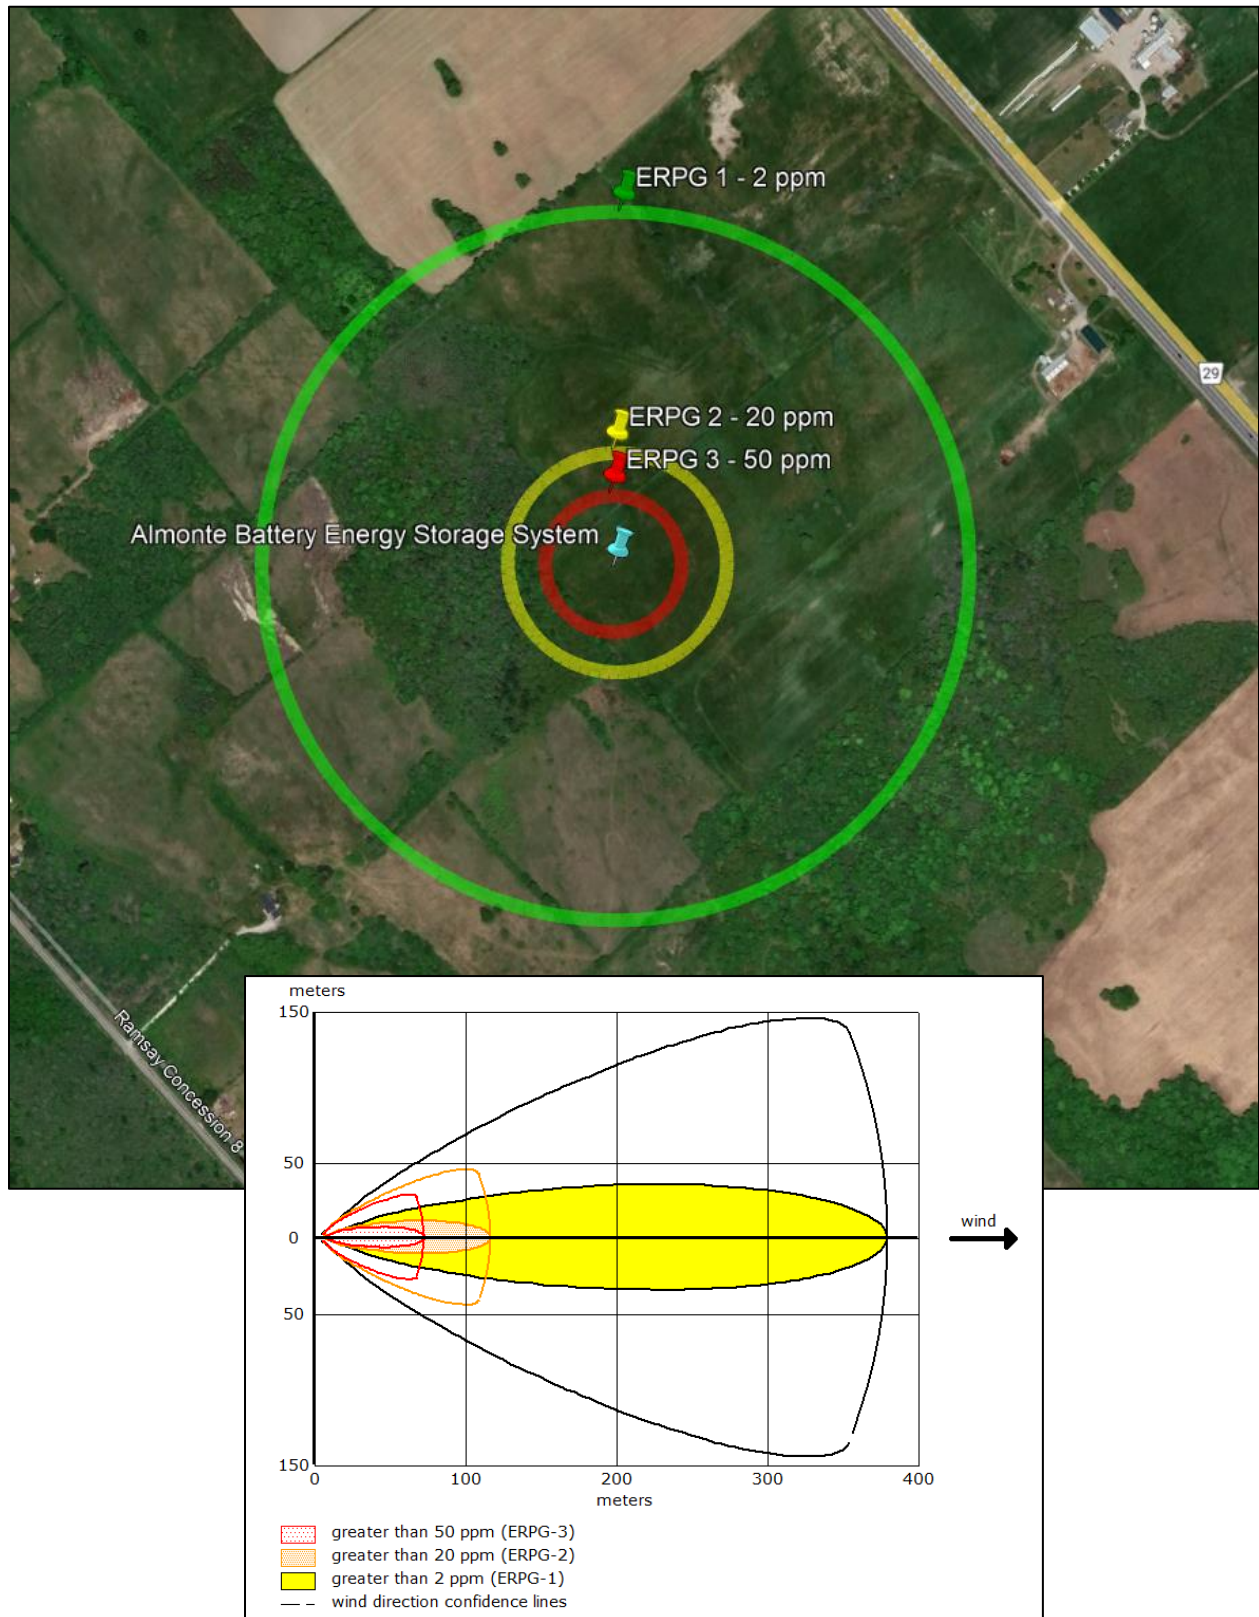 ERPG 1 - 2 ppm
29
ERPG 2 - 20 ppm
ERPG 3 - 50 ppm
Almonte Battery Energy Storage System
Ramsay Concession 8
meters
150
50
0
50
150
wind
0 100 200 300 400
meters
greater than 50 ppm (ERPG-3)
greater than 20 ppm (ERPG-2)
greater than 2 ppm (ERPG-1)
wind direction confidence lines